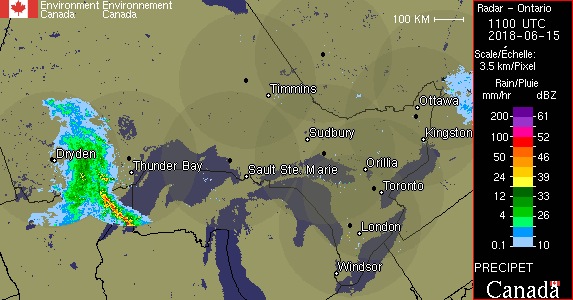 Environment Environnement
Canada Canada
100 KM
Timmins
Ottawa
Sudbury
Kingston
Dryden
Thunder Bay
Sault Ste. Marie
Orillia
Toronto
London
Windsor
Radar - Ontario
1100 UTC
2018-06-15
Scale/Échelle:
3.5 km/Pixel
Rain/Pluie
mm/hr dBZ
200 61
100 52
50 46
24 39
12 33
4 26
0.1 10
PRECIPET
Canada